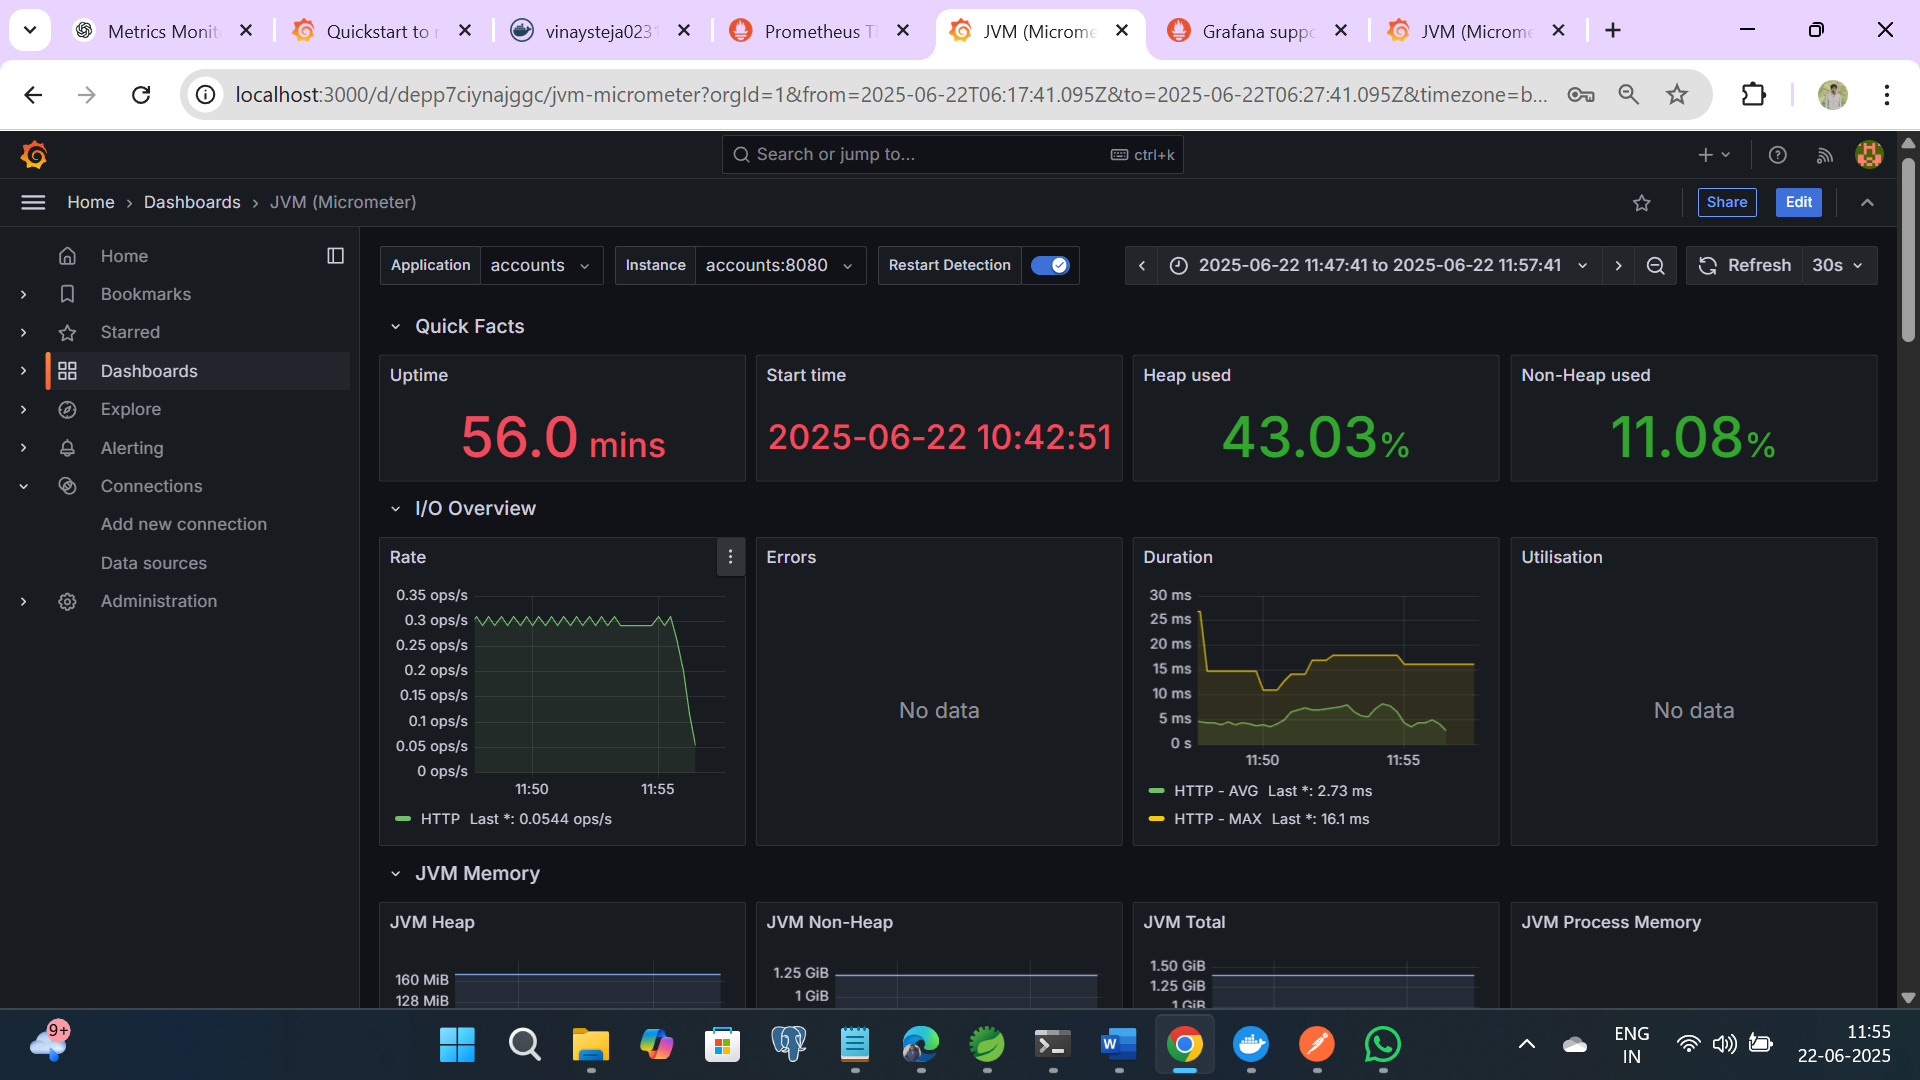 Metrics Monit
Quickstart to r
vinaysteja0231
Prometheus Ti
JVM (Microme
Grafana suppo
JVM (Microme
localhost:3000/d/depp7ciynajggc/jvm-micrometer?orgId=1&from=2025-06-22T06:17:41.095Z&to=2025-06-22T06:27:41.095Z&timezone=b...
Search or jump to...
ctrl+k
Home › Dashboards › JVM (Micrometer)
Share
Edit
Home
Bookmarks
Starred
Dashboards
Explore
Alerting
Connections
Add new connection
Data sources
Administration
Application accounts
Instance accounts:8080
Restart Detection
2025-06-22 11:47:41 to 2025-06-22 11:57:41
Refresh 30s
Quick Facts
Uptime
56.0 mins
Start time
2025-06-22 10:42:51
Heap used
43.03%
Non-Heap used
11.08%
I/O Overview
Rate
0.35 ops/s
0.3 ops/s
0.25 ops/s
0.2 ops/s
0.15 ops/s
0.1 ops/s
0.05 ops/s
0 ops/s
11:50 11:55
HTTP Last *: 0.0544 ops/s
Errors
No data
Duration
30 ms
25 ms
20 ms
15 ms
10 ms
5 ms
0 s
11:50 11:55
HTTP - AVG Last *: 2.73 ms
HTTP - MAX Last *: 16.1 ms
Utilisation
No data
JVM Memory
JVM Heap
160 MiB
128 MiB
JVM Non-Heap
1.25 GiB
1 GiB
JVM Total
1.50 GiB
1.25 GiB
1 GiB
JVM Process Memory
9+
ENG
IN
11:55
22-06-2025